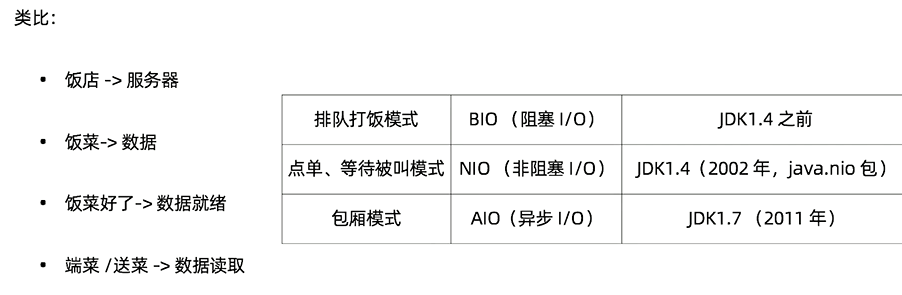 类比：
• 饭店 -> 服务器
• 饭菜-> 数据
• 饭菜好了-> 数据就绪
• 端菜 /送菜 -> 数据读取
排队打饭模式 BIO （阻塞 I/O） JDK1.4 之前
点单、等待被叫模式 NIO （非阻塞 I/O） JDK1.4（2002 年，java.nio 包）
包厢模式 AIO（异步 I/O） JDK1.7 （2011 年）